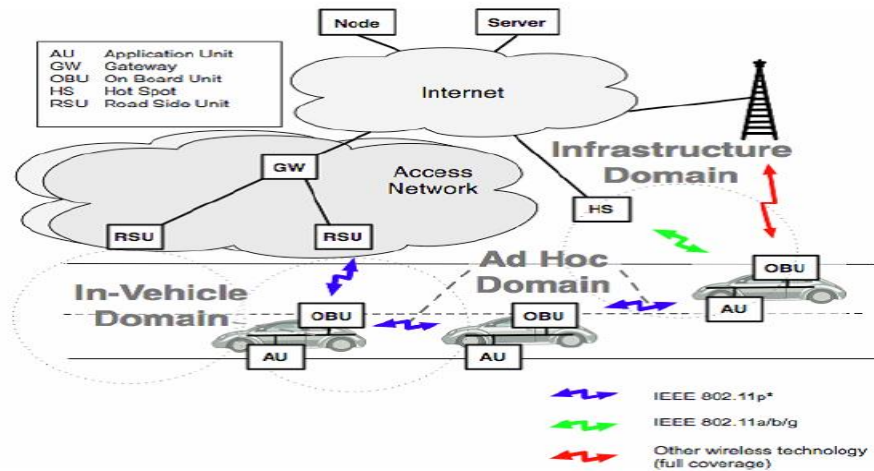 Node
Server
AU Application Unit
GW Gateway
OBU On Board Unit
HS Hot Spot
RSU Road Side Unit
Internet
Infrastructure
Domain
GW
Access
Network
HS
RSU
RSU
Ad Hoc
Domain
OBU
AU
In-Vehicle
Domain
OBU
AU
OBU
AU
IEEE 802.11p*
IEEE 802.11a/b/g
Other wireless technology
(full coverage)